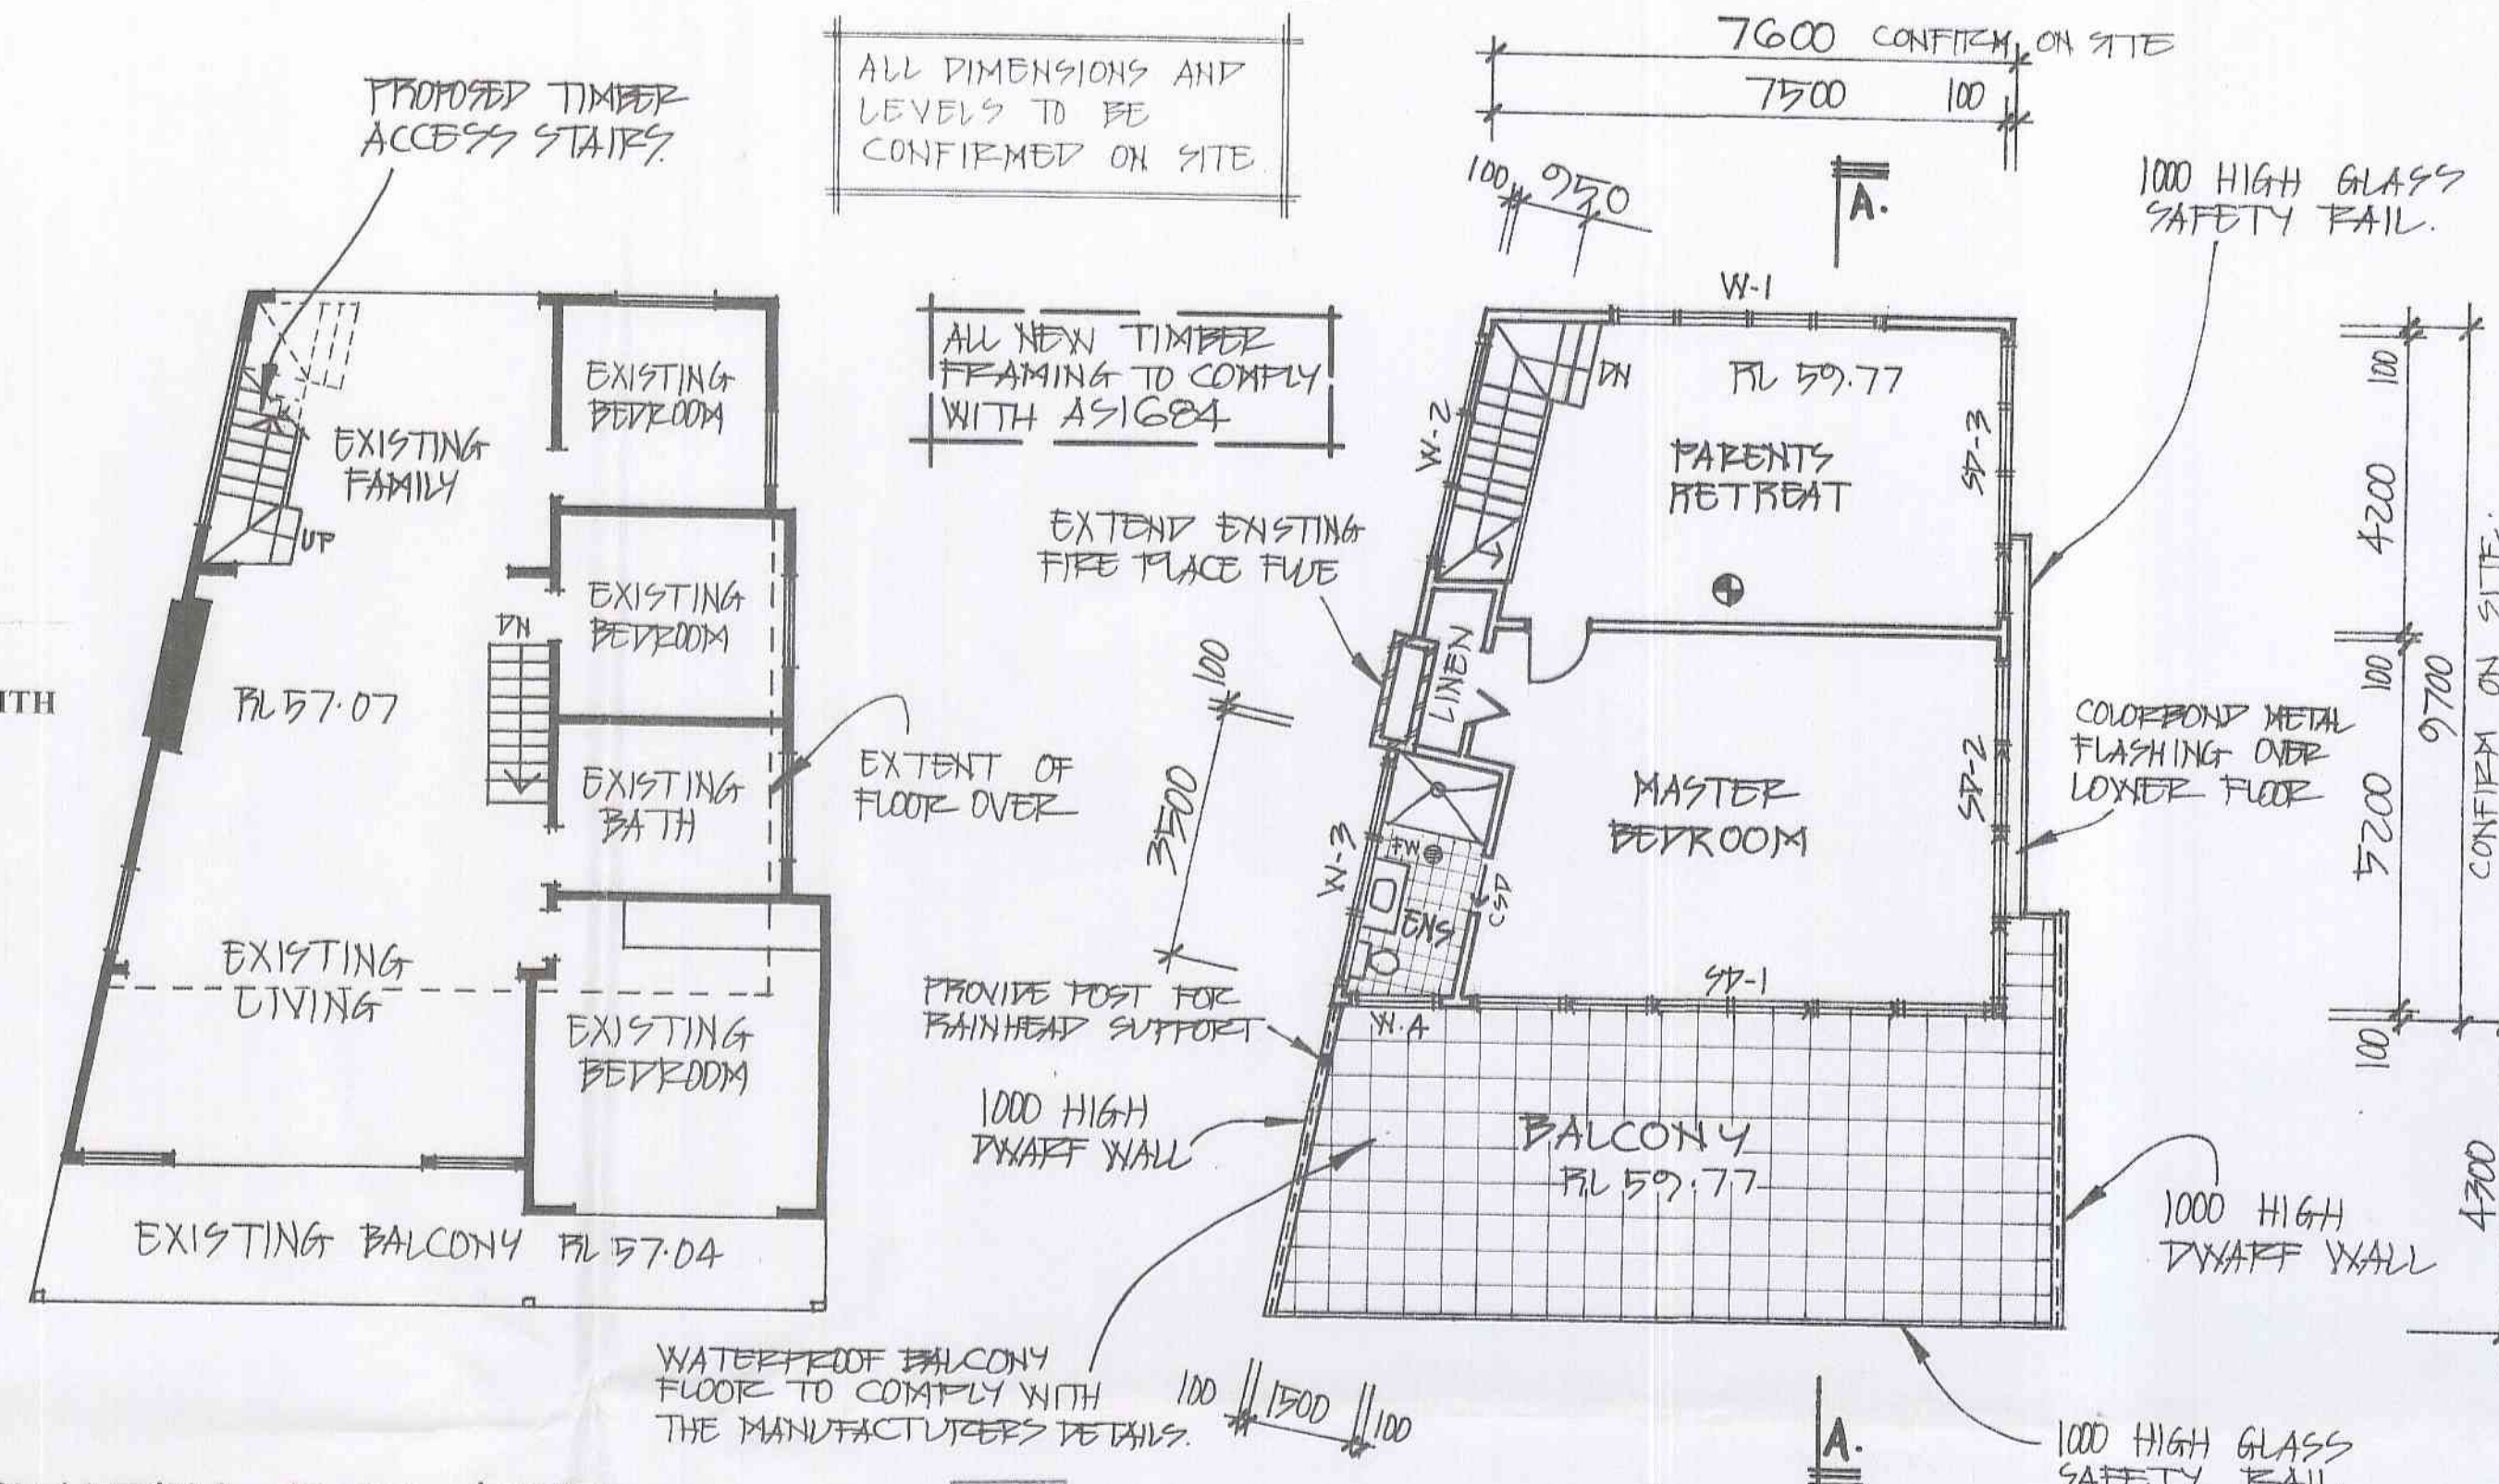 PROPOSED TIMBER
ACCESS STAIRS.
ALL DIMENSIONS AND
LEVELS TO BE
CONFIRMED ON SITE
7600 CONFIRM ON SITE
7500 100
100 950
A.
1000 HIGH GLASS
SAFETY RAIL.
ALL NEW TIMBER
FRAMING TO COMPLY
WITH AS1684
EXISTING
BEDROOM
EXISTING
FAMILY
UP
EXISTING
BEDROOM
DN
RL 57.07
EXISTING
BATH
EXTENT OF
FLOOR OVER
EXISTING
LIVING
EXISTING
BEDROOM
EXISTING BALCONY RL 57.04
ITH
W-1
DN
RL 59.77
W-2
PARENTS
RETREAT
SD-3
EXTEND EXISTING
FIRE PLACE FLUE
LINEN
100
3500
MASTER
BEDROOM
SD-2
W-3
FW
CSD
ENS
SD-1
W.4
COLORBOND METAL
FLASHING OVER
LOWER FLOOR
100
4200
100
5200
100
9700
CONFIRM ON SITE.
4300
PROVIDE POST FOR
RAINHEAD SUPPORT
1000 HIGH
DWARF WALL
BALCONY
RL 59.77
1000 HIGH
DWARF WALL
WATERPROOF BALCONY
FLOOR TO COMPLY WITH
THE MANUFACTURERS DETAILS.
100 1500 100
A.
1000 HIGH GLASS
SAFETY RAIL